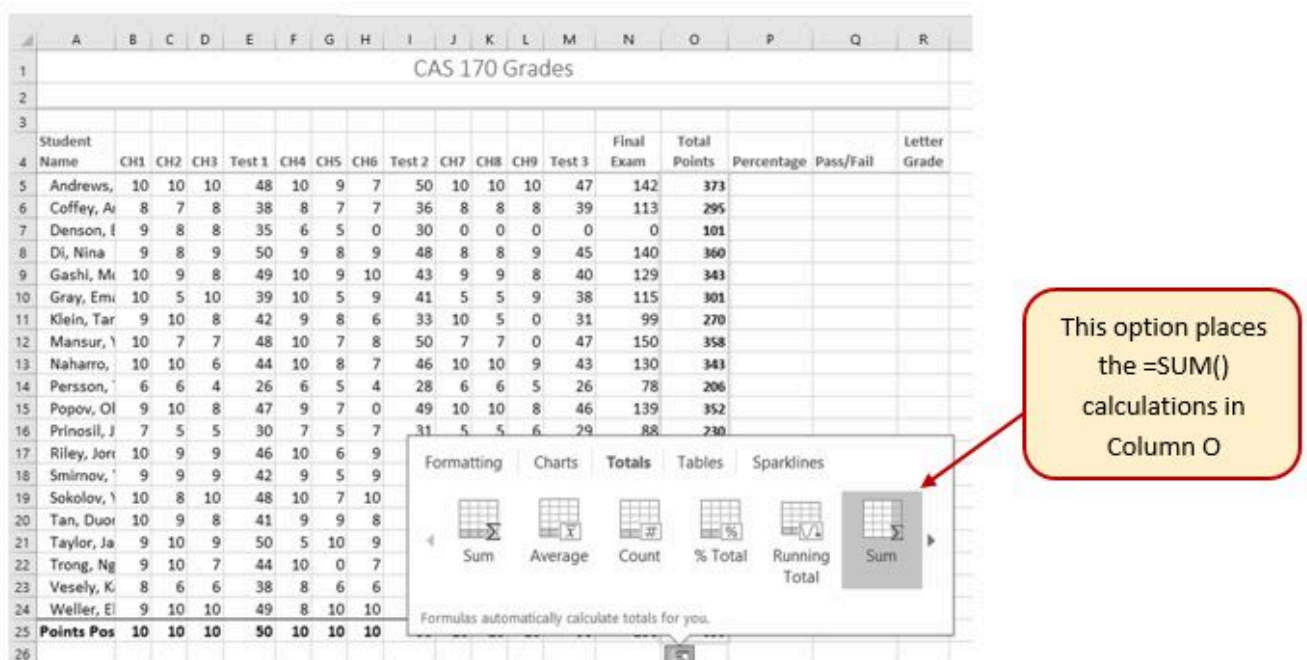 A B C D E F G H I J K L M N O P Q R
1 CAS 170 Grades
2
3
Student Final Total Letter
4 Name CH1 CH2 CH3 Test 1 CH4 CH5 CH6 Test 2 CH7 CH8 CH9 Test 3 Exam Points Percentage Pass/Fail Grade
5 Andrews, 10 10 10 48 10 9 7 50 10 10 10 47 142 373
6 Coffey, 8 7 8 38 8 7 7 36 8 8 8 39 113 295
7 Denson, 9 8 8 35 6 5 0 30 0 0 0 0 0 101
8 Di, Nina 9 8 9 50 9 8 9 48 8 8 9 45 140 360
9 Gashi, 10 9 8 49 10 9 10 43 9 9 8 40 129 343
10 Gray, Em 10 5 10 39 10 5 9 41 5 5 9 38 115 301
11 Klein, Tar 9 10 8 42 9 8 6 33 10 5 0 31 99 270
12 Mansur, 10 7 7 48 10 7 8 50 7 7 0 47 150 358
13 Naharro, 10 10 6 44 10 8 7 46 10 10 9 43 130 343
14 Persson, 6 6 4 26 6 5 4 28 6 6 5 26 78 206
15 Popov, Ol 9 10 8 47 9 7 0 49 10 10 8 46 139 352
16 Prinosil, J 7 5 5 30 7 5 7 31 5 5 6 29 88 230
17 Riley, Jor 10 9 9 46 10 6 9
18 Smirnov, 9 9 9 42 9 5 9
19 Sokolov, 10 8 10 48 10 7 10
20 Tan, Duo 10 9 8 41 9 9 8
21 Taylor, Ja 9 10 9 50 5 10 9
22 Trong, Ng 9 10 7 44 10 0 7
23 Vesely, K 8 6 6 38 8 6 6
24 Weller, El 9 10 10 49 8 10 10
25 Points Pos 10 10 10 50 10 10 10
26
Formatting Charts Totals Tables Sparklines
Sum Average Count % Total Running Total Sum
Formulas automatically calculate totals for you.
This option places
the =SUM()
calculations in
Column O